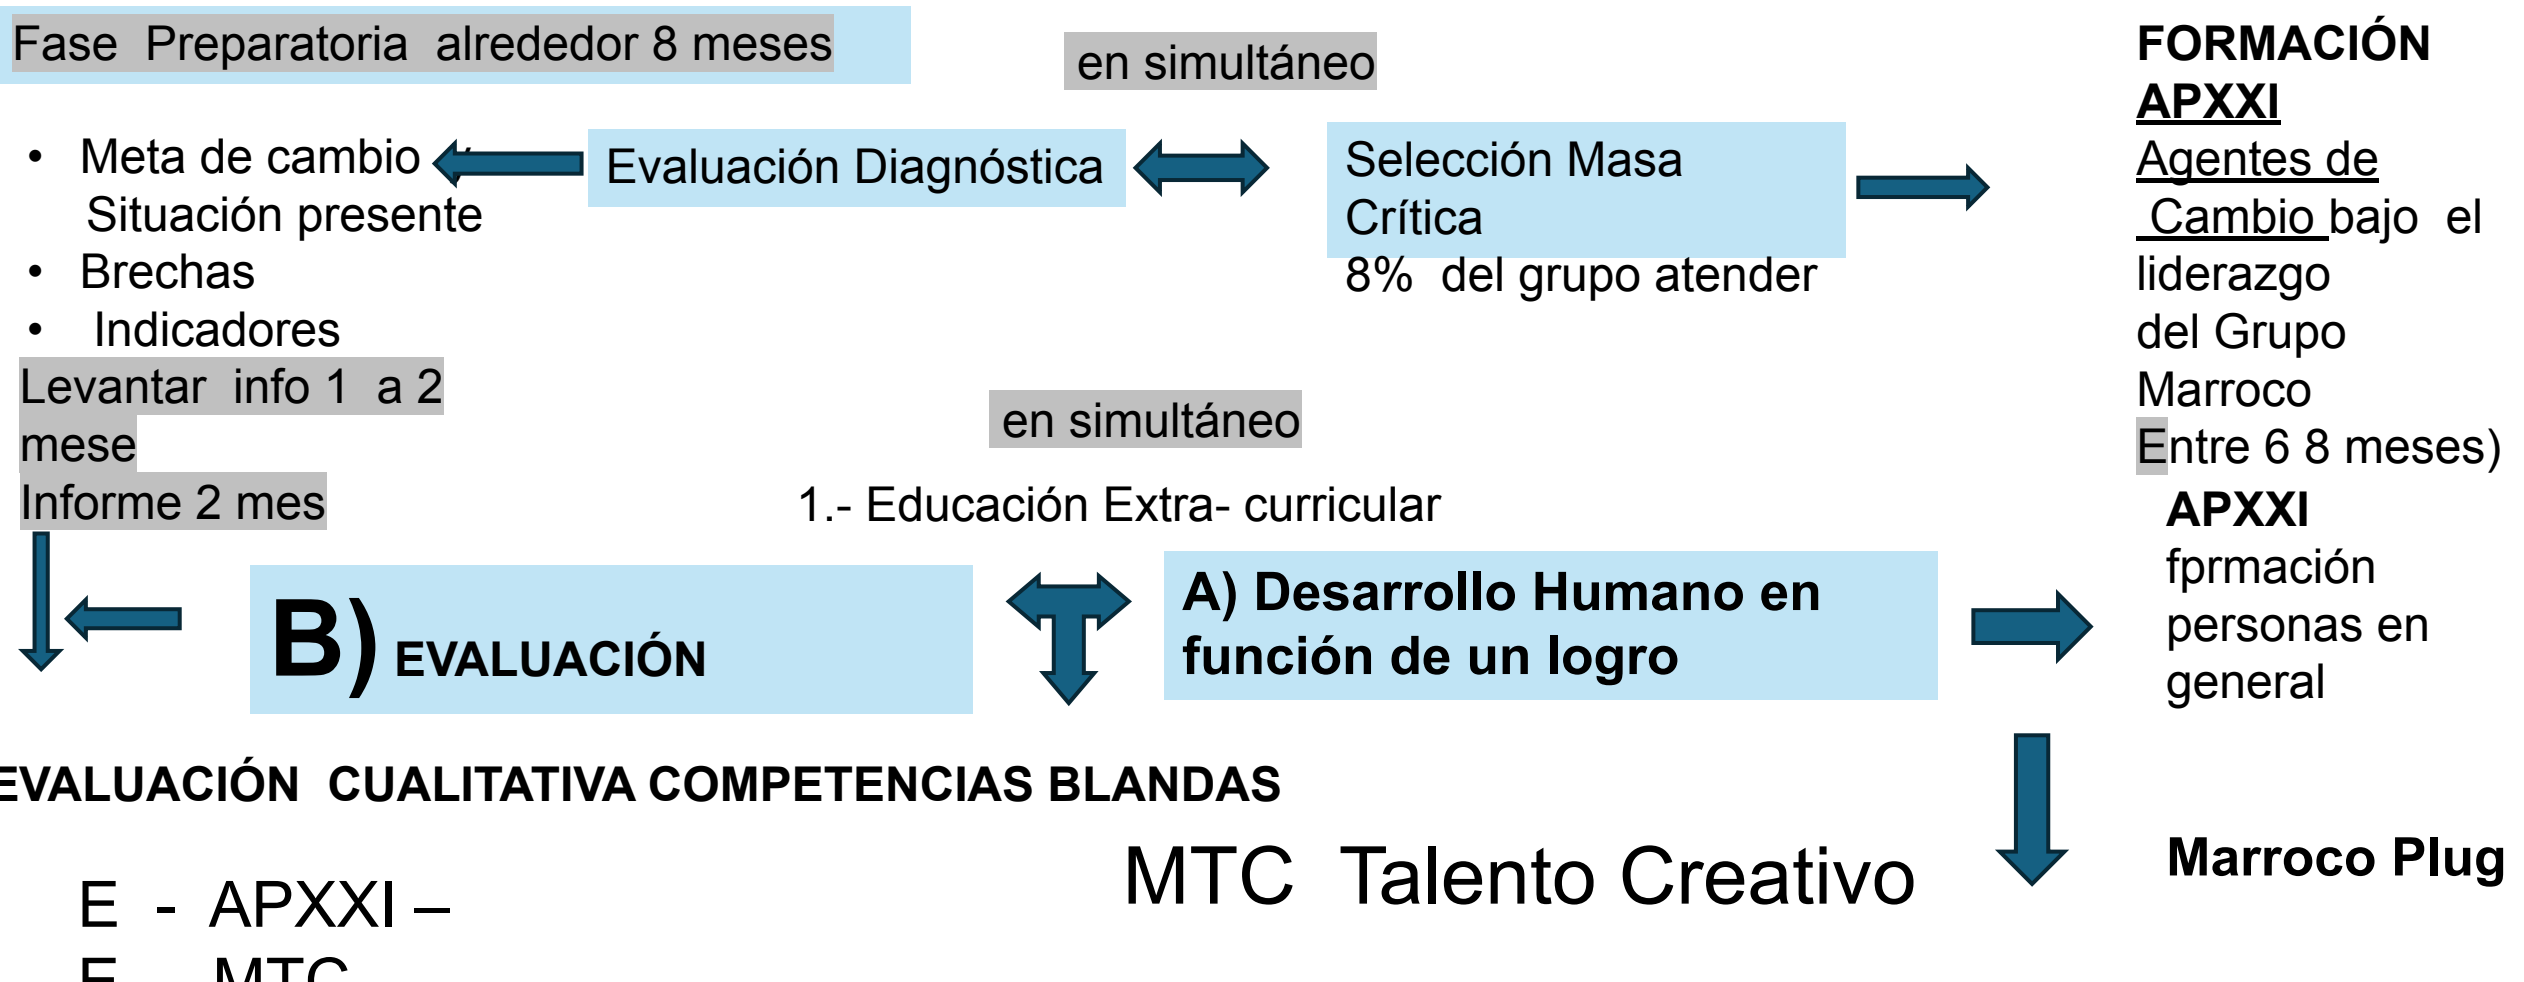 Fase Preparatoria alrededor 8 meses
en simultáneo
• Meta de cambio
Situación presente
• Brechas
• Indicadores
Levantar info 1 a 2
mese
Informe 2 mes
Evaluación Diagnóstica
Selección Masa
Crítica
8% del grupo atender
FORMACIÓN
APXXI
Agentes de
Cambio bajo el
liderazgo
del Grupo
Marroco
Entre 6 8 meses)
APXXI
fprmación
personas en
general
en simultáneo
1.- Educación Extra- curricular
B) EVALUACIÓN
A) Desarrollo Humano en
función de un logro
EVALUACIÓN CUALITATIVA COMPETENCIAS BLANDAS
MTC Talento Creativo
Marroco Plug
E - APXXI –
E MTC